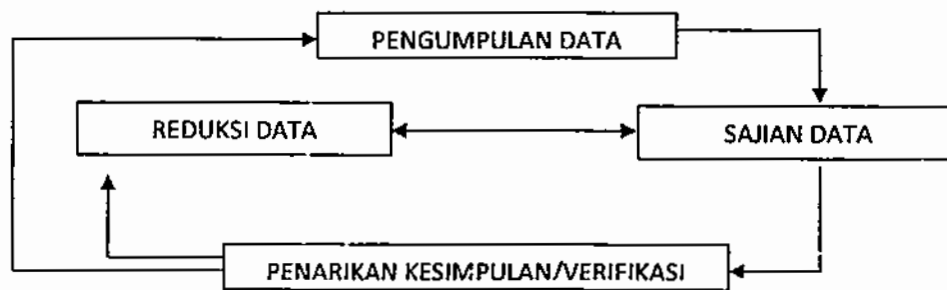 PENGUMPULAN DATA
REDUKSI DATA
SAJIAN DATA
PENARIKAN KESIMPULAN/VERIFIKASI